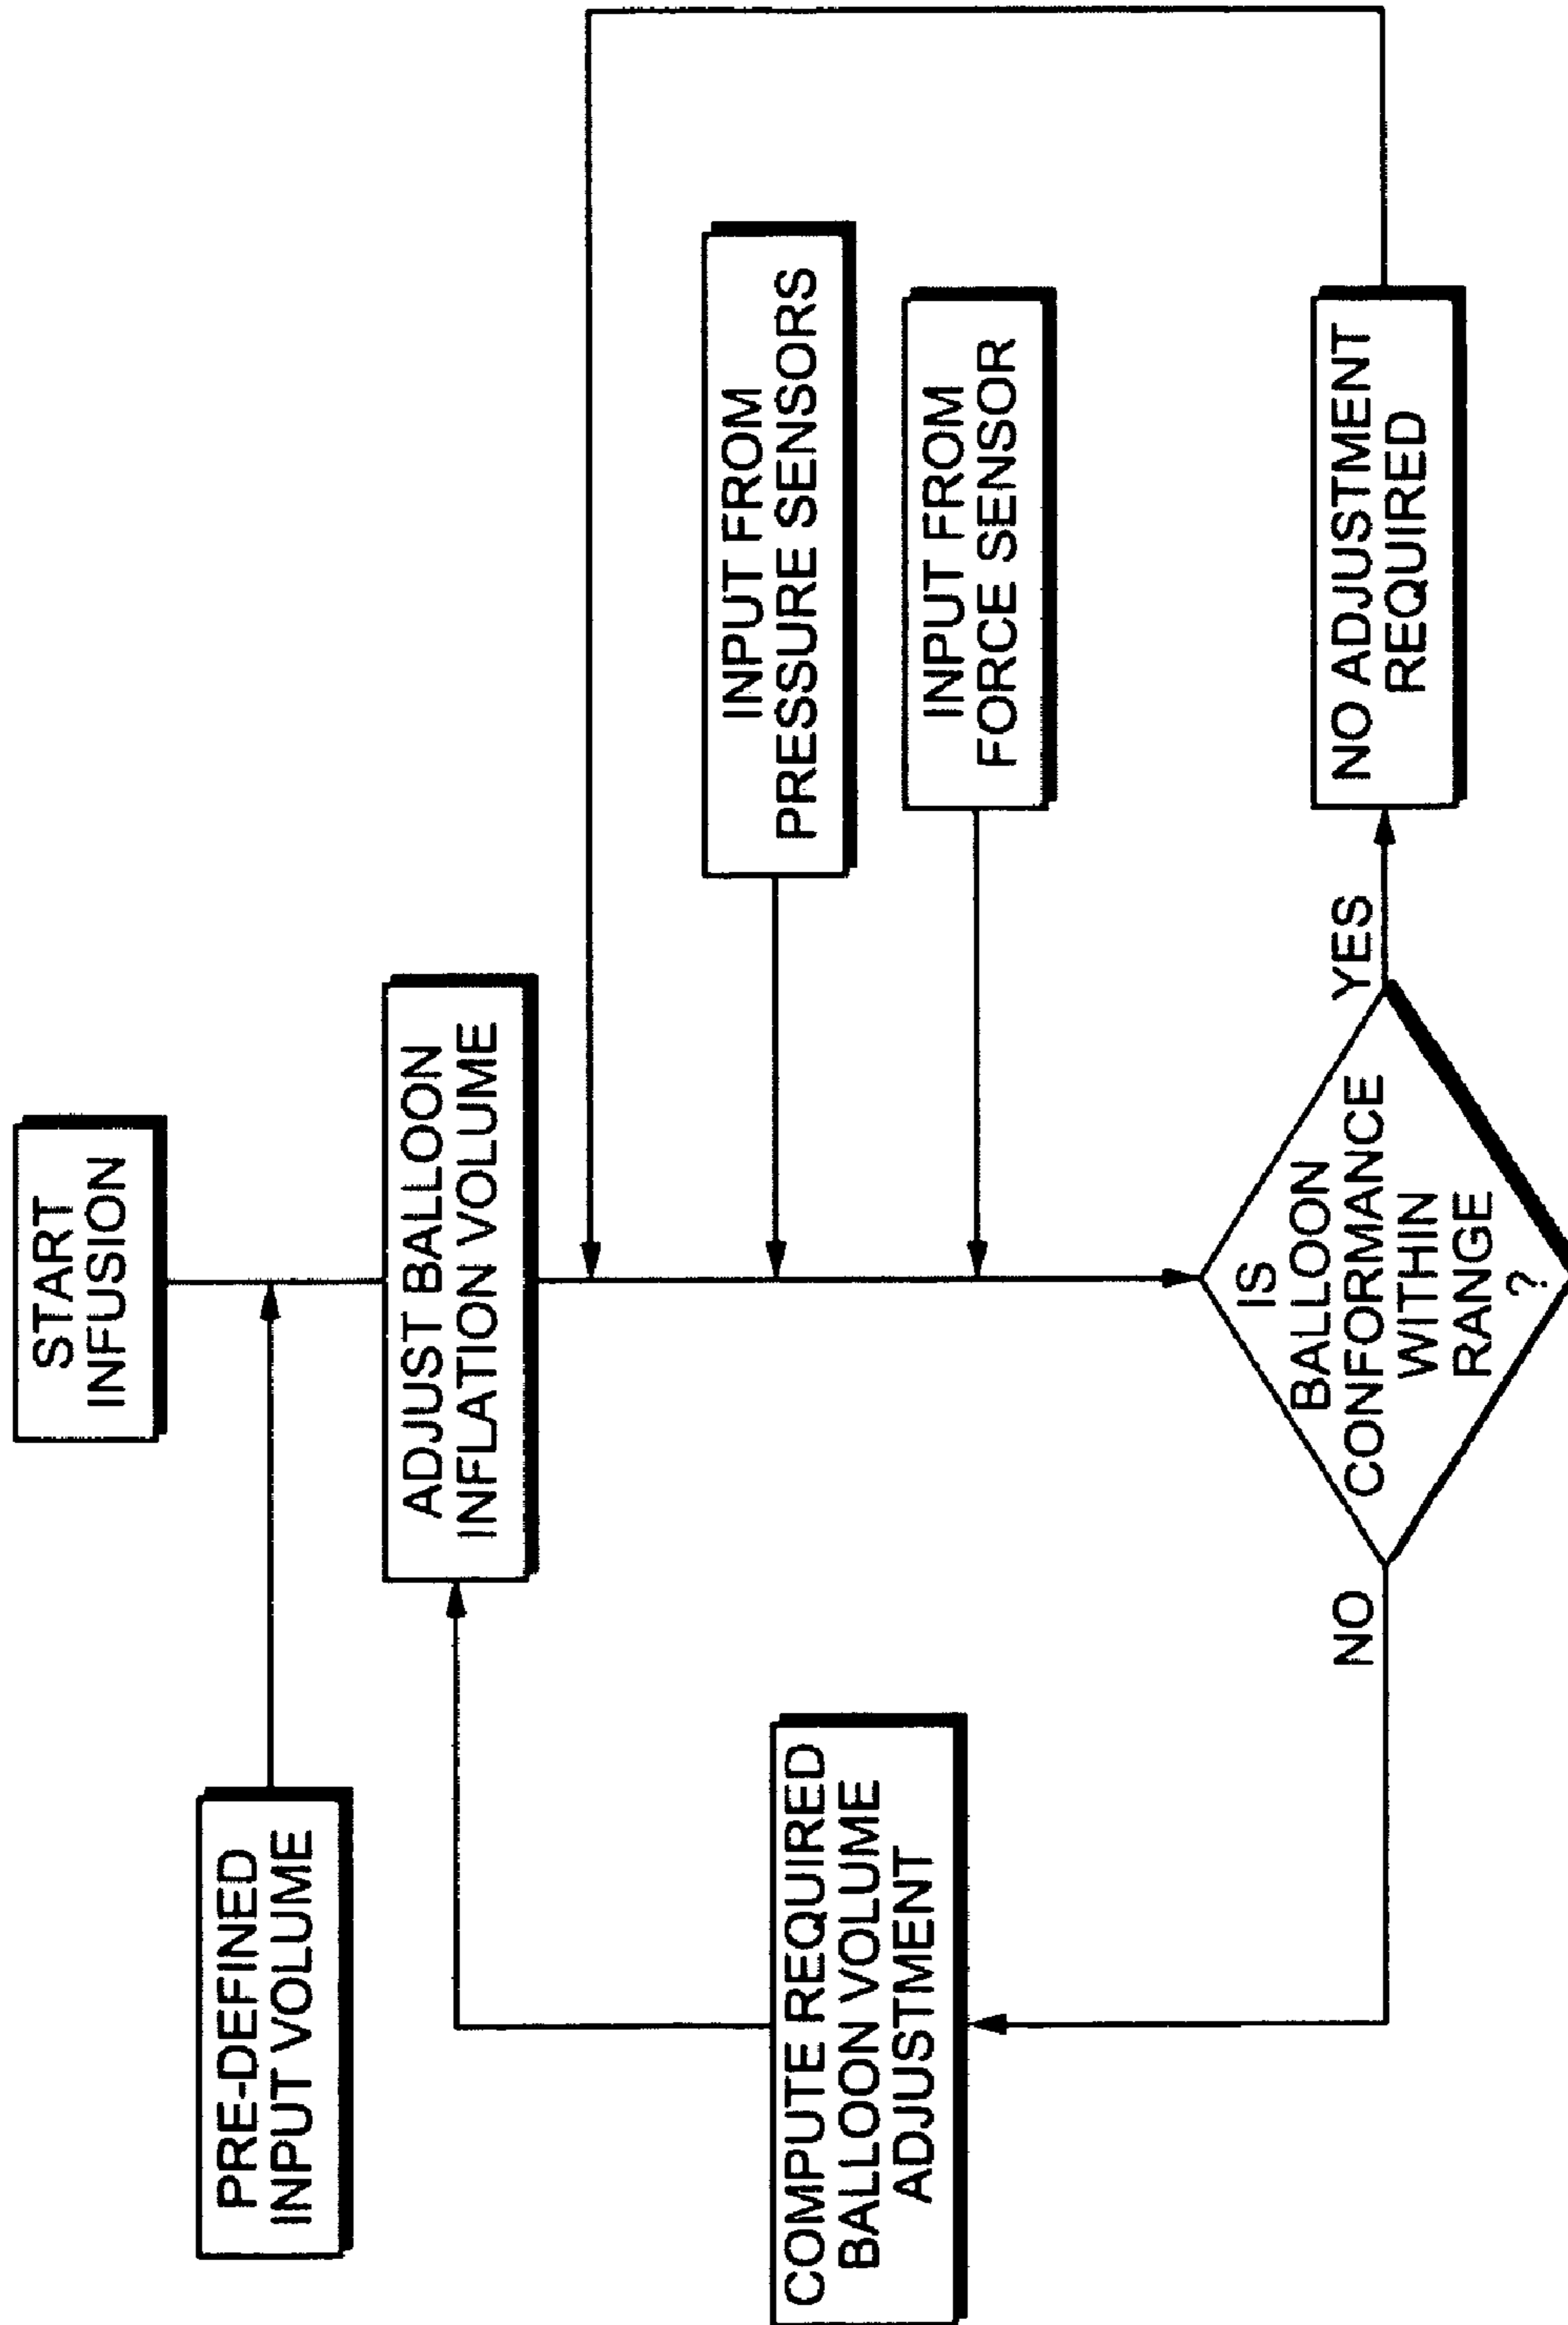 START
INFUSION
PRE-DEFINED
INPUT VOLUME
ADJUST BALLOON
INFLATION VOLUME
INPUT FROM
PRESSURE SENSORS
INPUT FROM
FORCE SENSOR
COMPUTE REQUIRED
BALLOON VOLUME
ADJUSTMENT
IS
BALLOON
CONFORMANCE
WITHIN
RANGE
?
NO
YES
NO ADJUSTMENT
REQUIRED